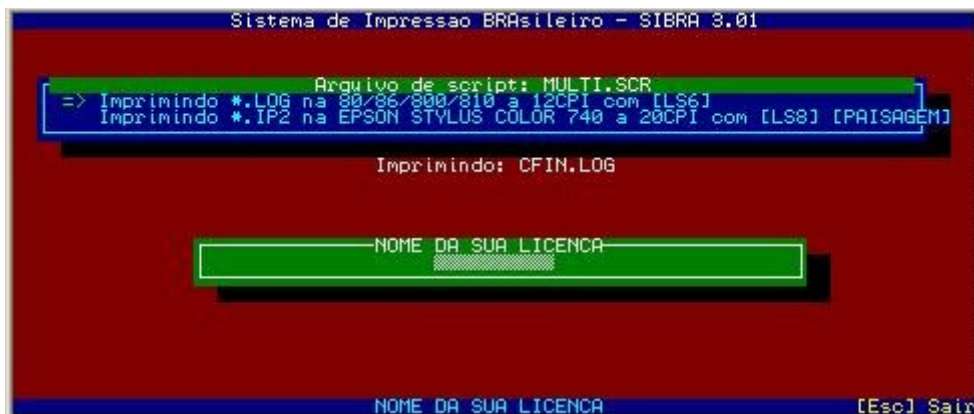 Sistema de Impressao BRAsileiro - SIBRA 3.01
Arquivo de script: MULTI.SCR
=> Imprimindo *.LOG na 80/86/800/810 a 12CPI com [LS6]
Imprimindo *.IP2 na EPSON STYLUS COLOR 740 a 20CPI com [LS8] [PAISAGEM]
Imprimindo: CFIN.LOG
NOME DA SUA LICENCA
NOME DA SUA LICENCA [Esc] Sair